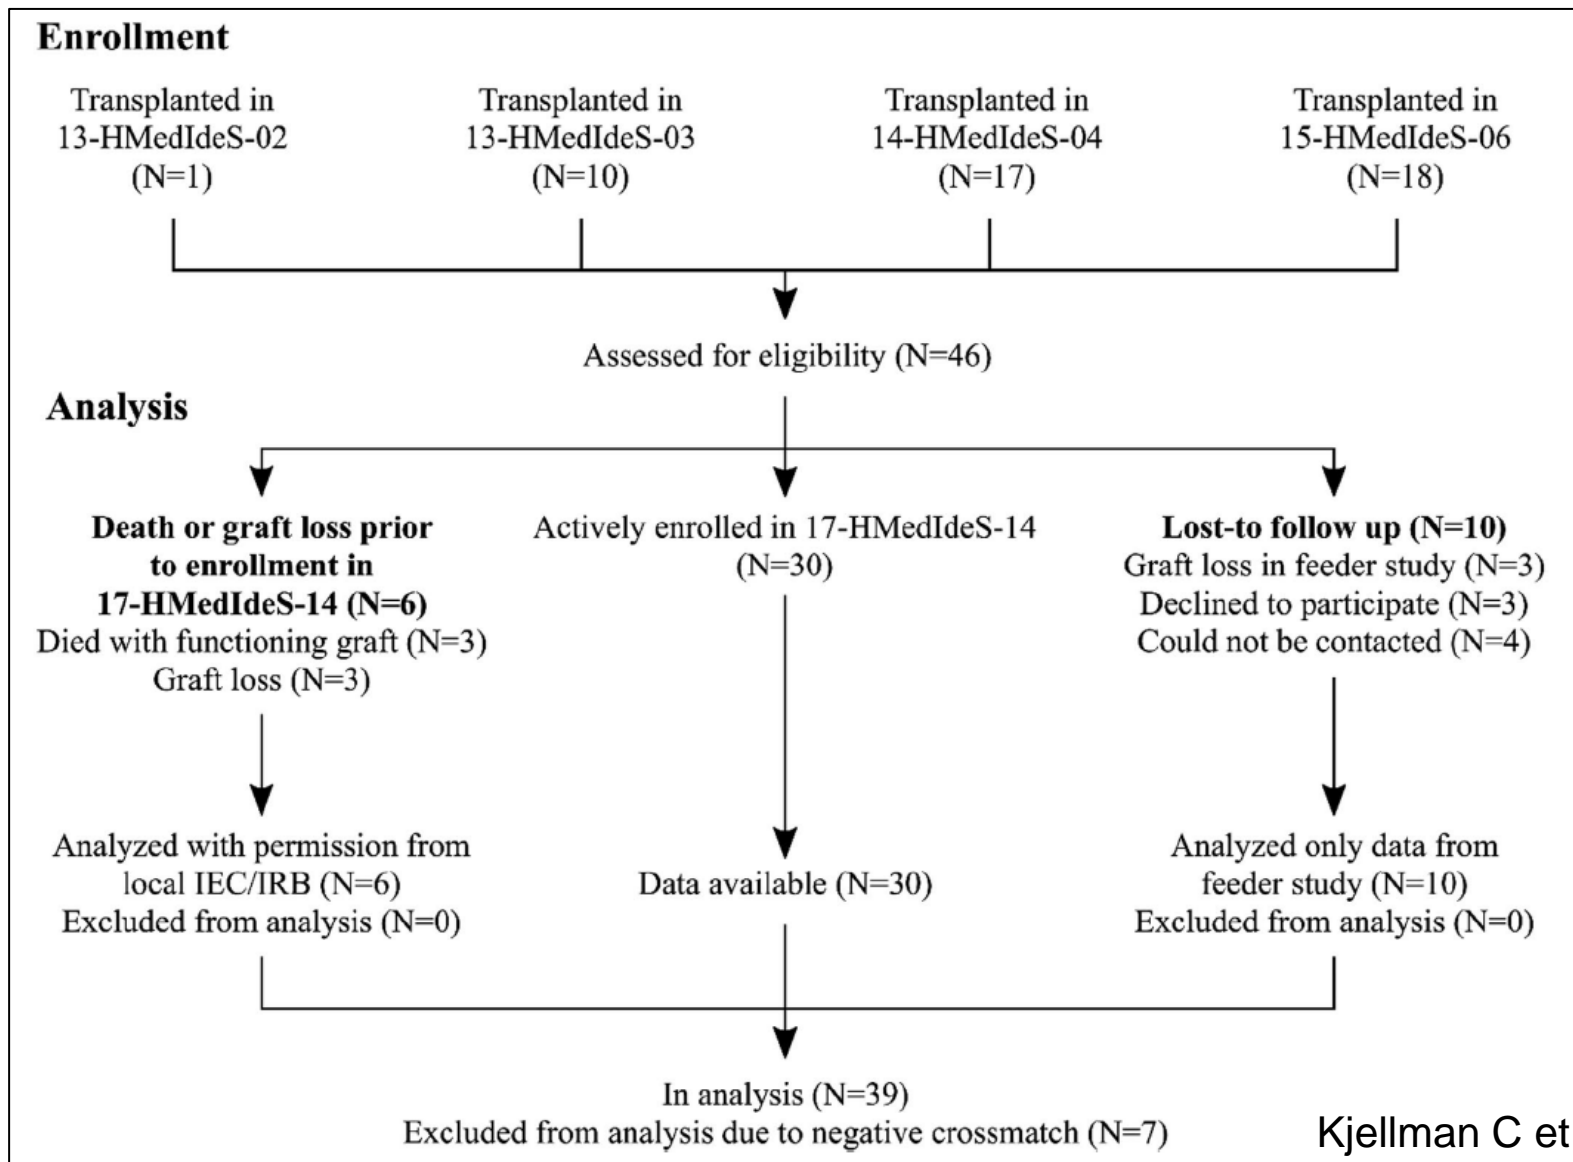 Enrollment
Transplanted in
13-HMedIdeS-02
(N=1)
Transplanted in
13-HMedIdeS-03
(N=10)
Transplanted in
14-HMedIdeS-04
(N=17)
Transplanted in
15-HMedIdeS-06
(N=18)
Assessed for eligibility (N=46)
Analysis
Death or graft loss prior
to enrollment in
17-HMedIdeS-14 (N=6)
Died with functioning graft (N=3)
Graft loss (N=3)
Actively enrolled in 17-HMedIdeS-14
(N=30)
Lost-to follow up (N=10)
Graft loss in feeder study (N=3)
Declined to participate (N=3)
Could not be contacted (N=4)
Analyzed with permission from
local IEC/IRB (N=6)
Excluded from analysis (N=0)
Data available (N=30)
Analyzed only data from
feeder study (N=10)
Excluded from analysis (N=0)
In analysis (N=39)
Excluded from analysis due to negative crossmatch (N=7)
Kjellman C et